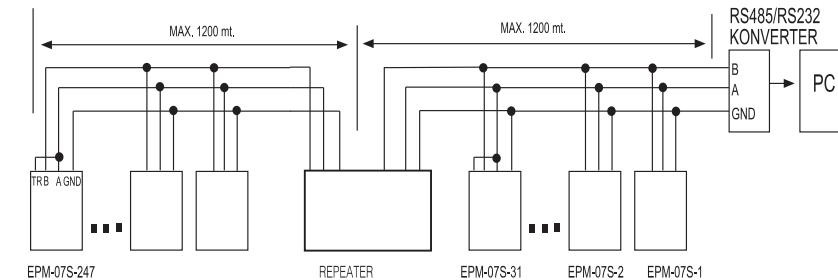 RS485/RS232
KONVERTER
MAX. 1200 mt.
MAX. 1200 mt.
B
A
GND
PC
TR B A GND
EPM-07S-247
REPEATER
EPM-07S-31
EPM-07S-2
EPM-07S-1